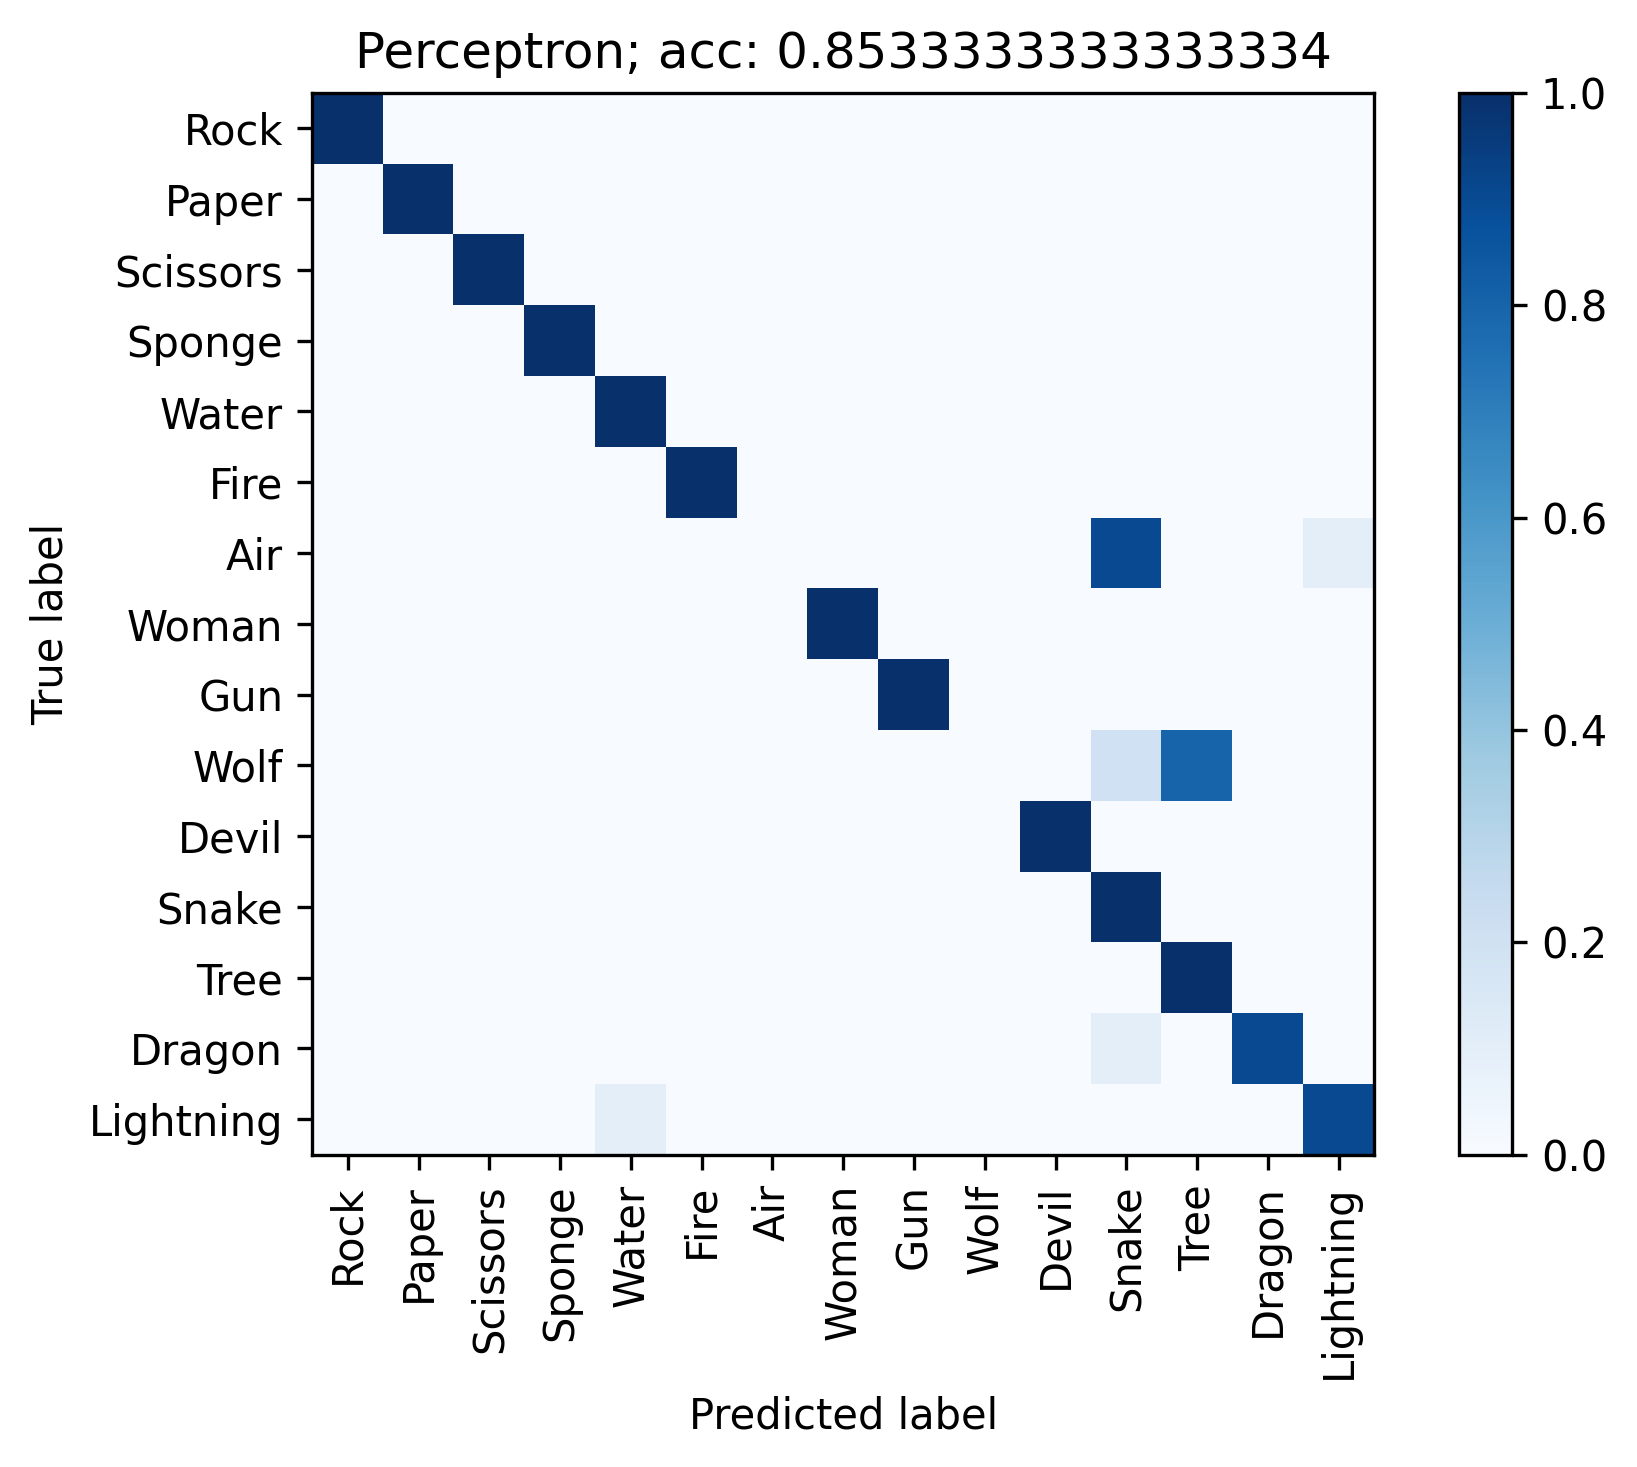 Perceptron; acc: 0.8533333333333334
Rock
Paper
Scissors
Sponge
Water
Fire
Air
Woman
Gun
Wolf
Devil
Snake
Tree
Dragon
Lightning
True label
Rock
Paper
Scissors
Sponge
Water
Fire
Air
Woman
Gun
Wolf
Devil
Snake
Tree
Dragon
Lightning
Predicted label
1.0
0.8
0.6
0.4
0.2
0.0